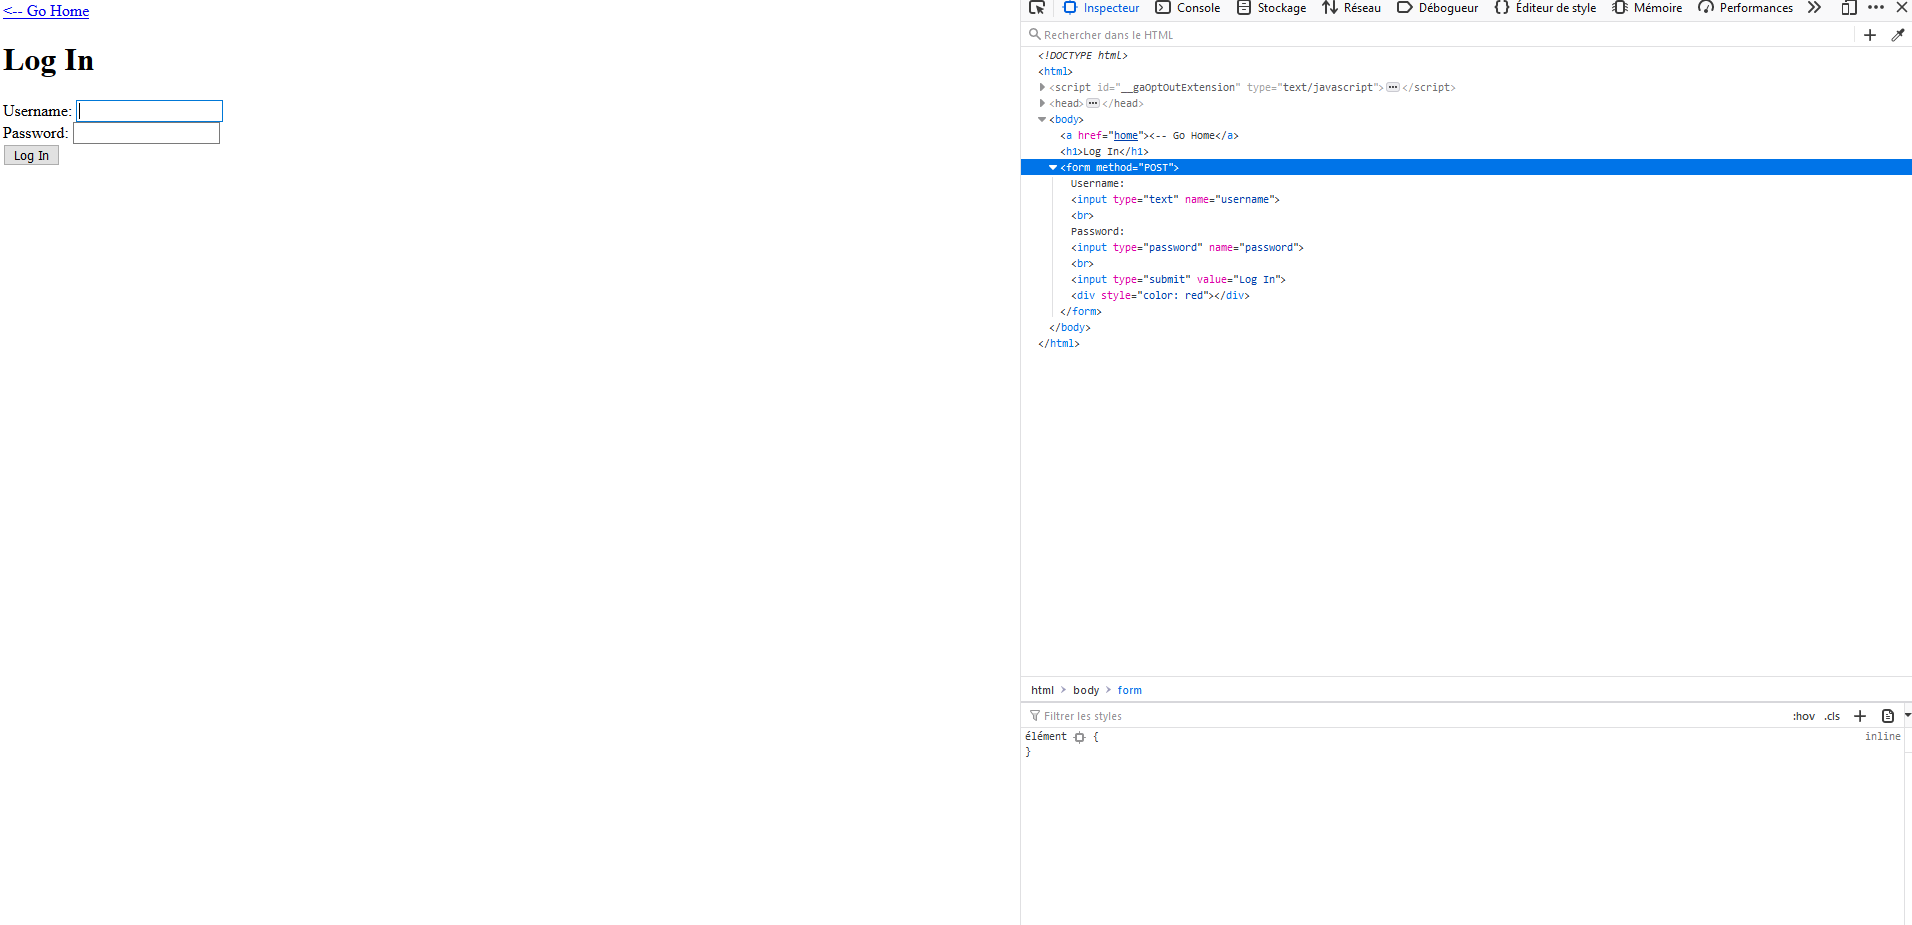 <-- Go Home
Log In
Username:
Password:
Log In
Inspecteur Console Stockage Réseau Débogueur Éditeur de style Mémoire Performances
Rechercher dans le HTML
<!DOCTYPE html>
<html>
<script id="__gaOptOutExtension" type="text/javascript"></script>
<head></head>
<body>
<a href="home"><-- Go Home</a>
<h1>Log In</h1>
<form method="POST">
Username:
<input type="text" name="username">
<br>
Password:
<input type="password" name="password">
<br>
<input type="submit" value="Log In">
<div style="color: red"></div>
</form>
</body>
</html>
html > body > form
Filtrer les styles :hov .cls
élément { inline
}